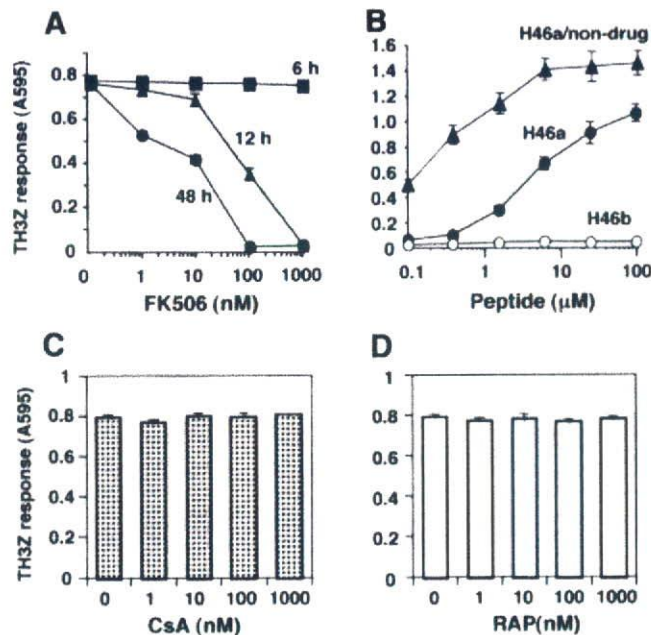 A
TH3Z response (A595)
1.0
0.8
0.6
0.4
0.2
0
6 h
12 h
48 h
0 1 10 100 1000
FK506 (nM)
B
H46a/non-drug
1.6
1.4
1.2
1.0
0.8
0.6
0.4
0.2
0
H46a
H46b
0.1 1 10 100
Peptide (μM)
C
TH3Z response (A595)
1
0.8
0.6
0.4
0.2
0
0 1 10 100 1000
CsA (nM)
D
1
0.8
0.6
0.4
0.2
0
0 1 10 100 1000
RAP(nM)